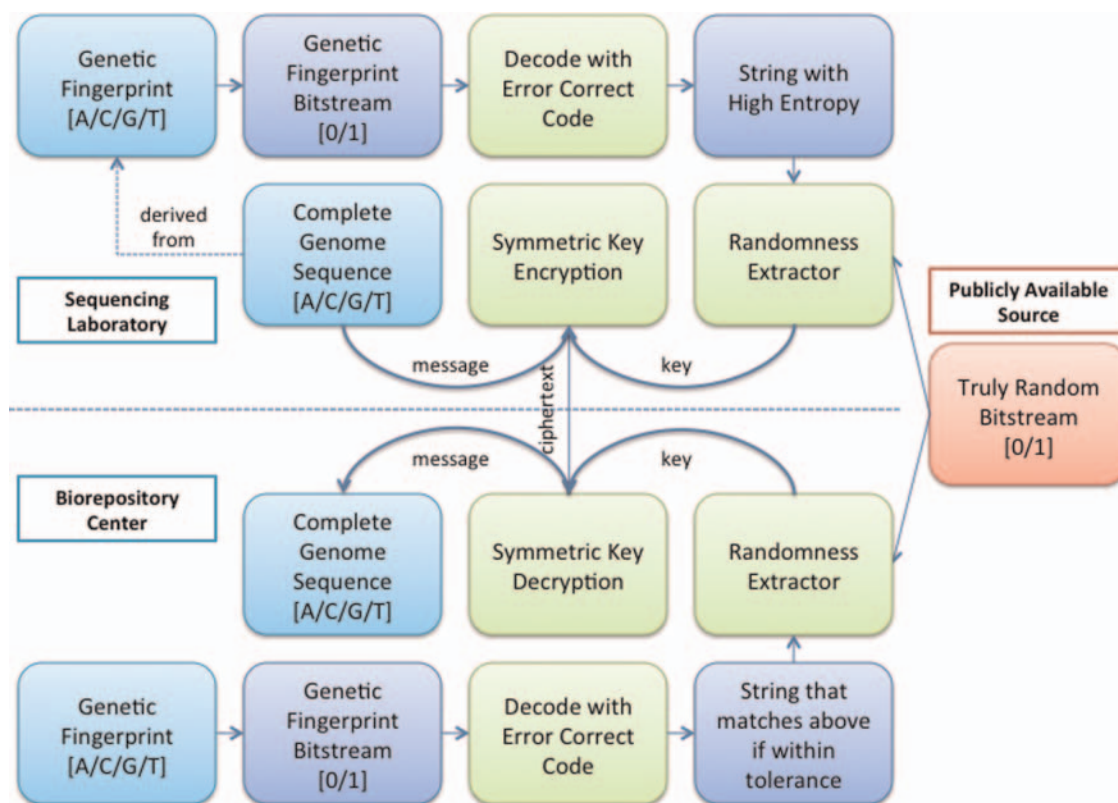 Genetic
Fingerprint
[A/C/G/T]
Genetic
Fingerprint
Bitstream
[0/1]
Decode with
Error Correct
Code
String with
High Entropy
derived
from
Complete
Genome
Sequence
[A/C/G/T]
Symmetric Key
Encryption
Randomness
Extractor
Sequencing
Laboratory
Publicly Available
Source
message
key
Truly Random
Bitstream
[0/1]
ciphertext
message
key
Biorepository
Center
Complete
Genome
Sequence
[A/C/G/T]
Symmetric Key
Decryption
Randomness
Extractor
Genetic
Fingerprint
[A/C/G/T]
Genetic
Fingerprint
Bitstream
[0/1]
Decode with
Error Correct
Code
String that
matches above
if within
tolerance